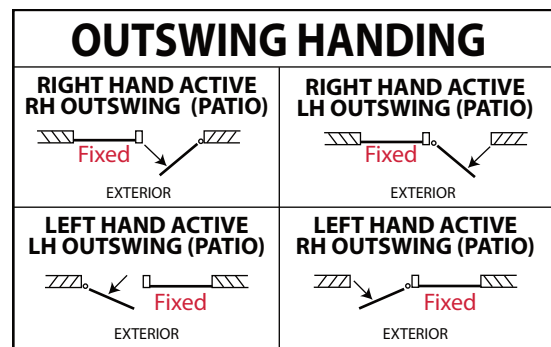 OUTSWING HANDING
RIGHT HAND ACTIVE
RH OUTSWING (PATIO)
Fixed
EXTERIOR
RIGHT HAND ACTIVE
LH OUTSWING (PATIO)
Fixed
EXTERIOR
LEFT HAND ACTIVE
LH OUTSWING (PATIO)
Fixed
EXTERIOR
LEFT HAND ACTIVE
RH OUTSWING (PATIO)
Fixed
EXTERIOR